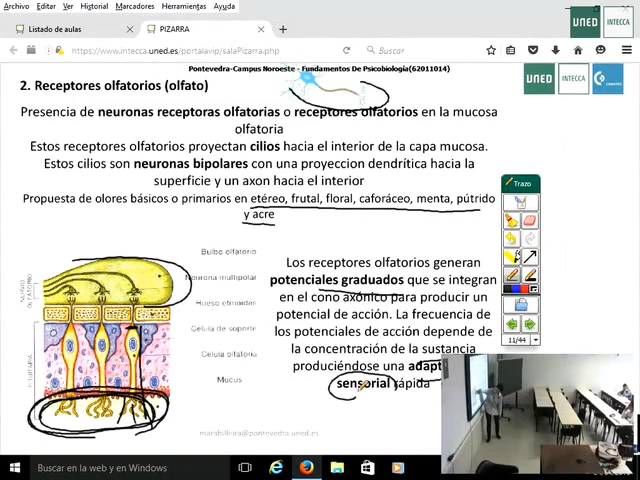 Archivo Editar Ver Historial Marcadores Herramientas Ayuda
Listado de aulas
PIZARRA
https://www.intecca.uned.es/portalavip/salaPizarra.php
Buscar
UNED
INTECCA
Pontevedra-Campus Noroeste - Fundamentos De Psicobiología(62011014)
UNED
INTECCA
2. Receptores olfatorios (olfato)
Presencia de neuronas receptoras olfatorias o receptores olfatorios en la mucosa
olfatoria
Estos receptores olfatorios proyectan cilios hacia el interior de la capa mucosa.
Estos cilios son neuronas bipolares con una proyeccion dendrítica hacia la
superficie y un axon hacia el interior
Propuesta de olores básicos o primarios en etéreo, frutal, floral, caforáceo, menta, pútrido
y acre
Trazo
Bulbo olfatorio
Neurona multipolar
Hueso etmoides
Célula de soporte
Célula olfatoria
Mucus
Los receptores olfatorios generan
potenciales graduados que se integran
en el cono axónico para producir un
potencial de acción. La frecuencia de
los potenciales de acción depende de
la concentración de la sustancia
produciéndose una adapt
sensorial rápida
11/44
marabilleira@pontevedra.uned.es
Buscar en la web y en Windows